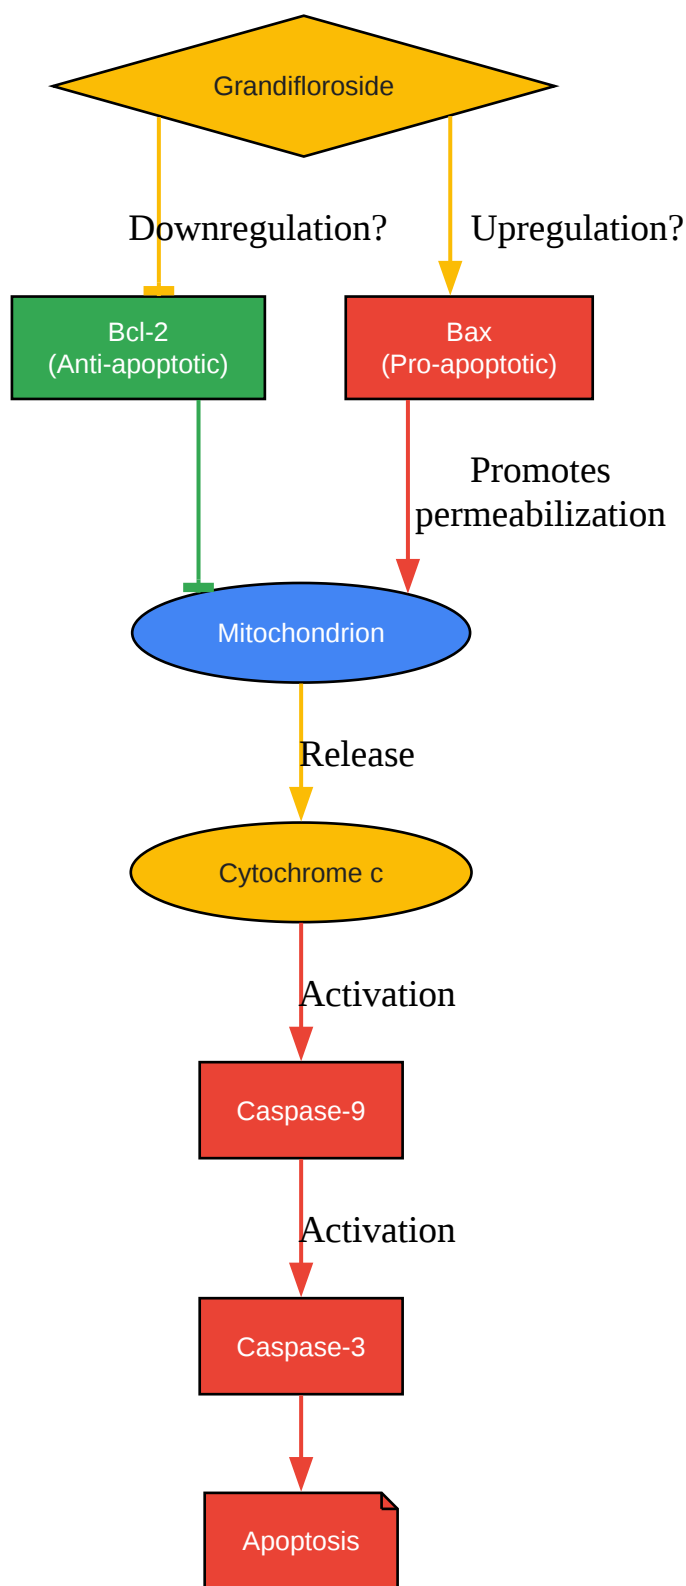 Grandifloroside
Downregulation?
Upregulation?
Bcl-2
(Anti-apoptotic)
Bax
(Pro-apoptotic)
Promotes
permeabilization
Mitochondrion
Release
Cytochrome c
Activation
Caspase-9
Activation
Caspase-3
Apoptosis